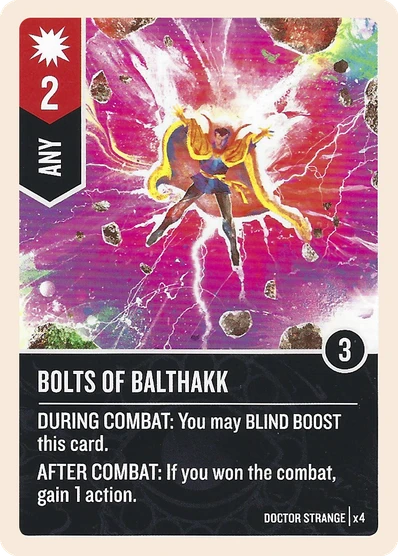 2
ANY
3
BOLTS OF BALTHAKK
DURING COMBAT: You may BLIND BOOST
this card.
AFTER COMBAT: If you won the combat,
gain 1 action.
DOCTOR STRANGE | x4